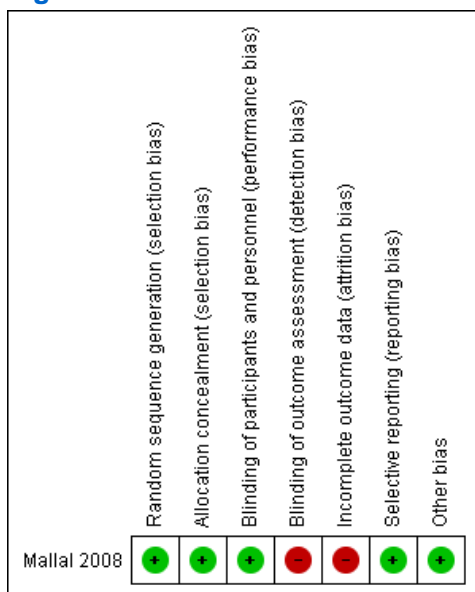 Random sequence generation (selection bias)
Allocation concealment (selection bias)
Blinding of participants and personnel (performance bias)
Blinding of outcome assessment (detection bias)
Incomplete outcome data (attrition bias)
Selective reporting (reporting bias)
Other bias
Mallal 2008 + + + - - + +